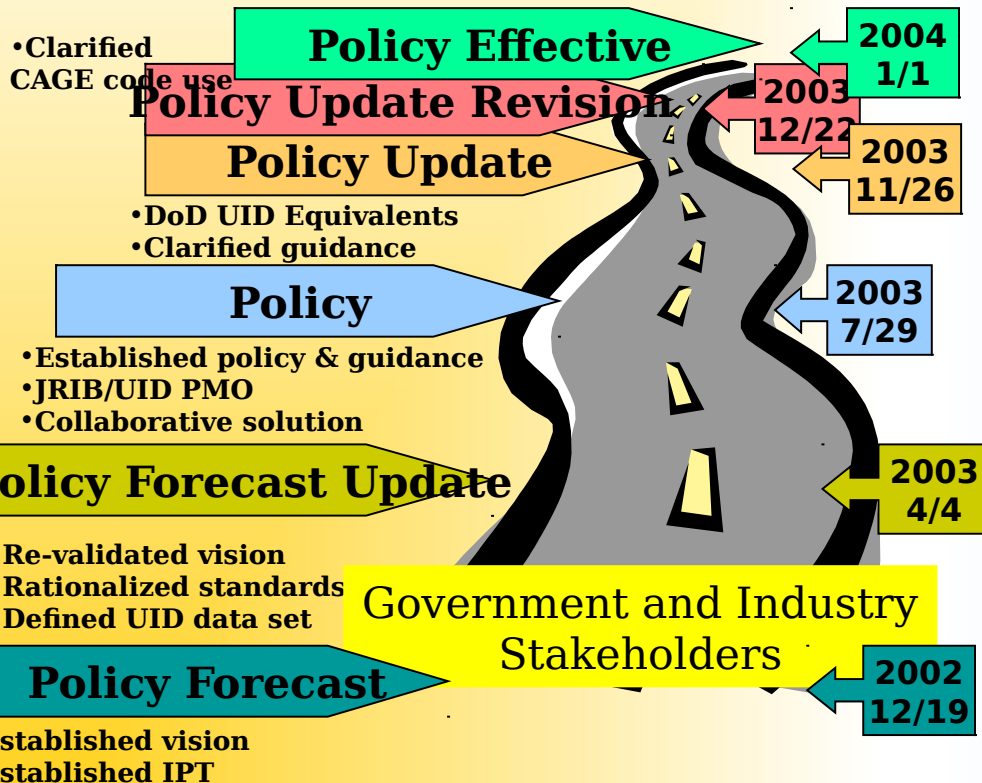 •Clarified
CAGE code use
Policy Effective
2004
1/1
Policy Update Revision
2003
12/22
Policy Update
2003
11/26
•DoD UID Equivalents
•Clarified guidance
Policy
2003
7/29
•Established policy & guidance
•JRIB/UID PMO
•Collaborative solution
olicy Forecast Update
2003
4/4
Re-validated vision
Rationalized standards
Defined UID data set
Government and Industry
Stakeholders
Policy Forecast
2002
12/19
stablished vision
stablished IPT